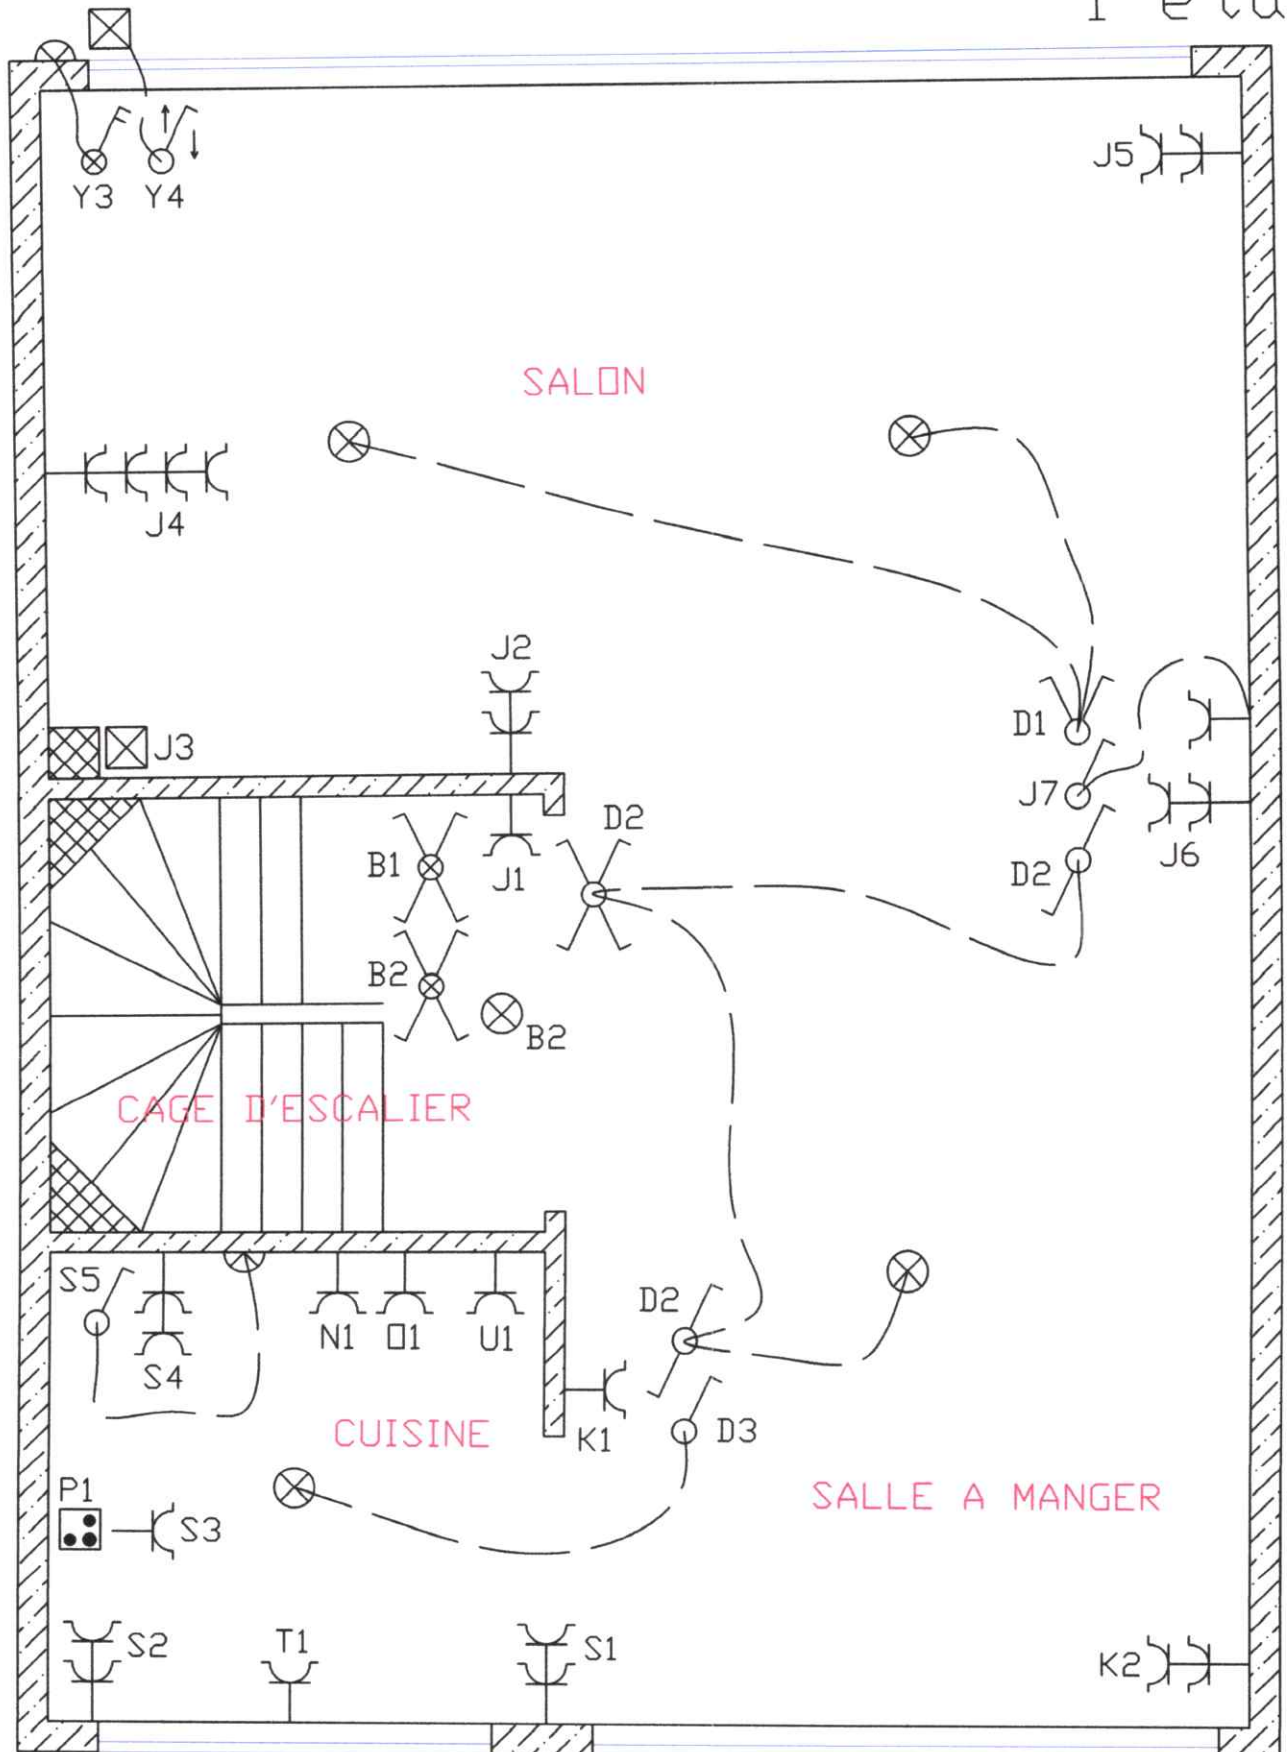 Y3 Y4
J5
SALON
J4
J2
J3
D1
J7
J6
D2
D2
B1
J1
B2
B2
CAGE D'ESCALIER
S5
N1 O1 U1
S4
D2
K1
D3
CUISINE
P1
S3
SALLE A MANGER
S2
T1
S1
K2